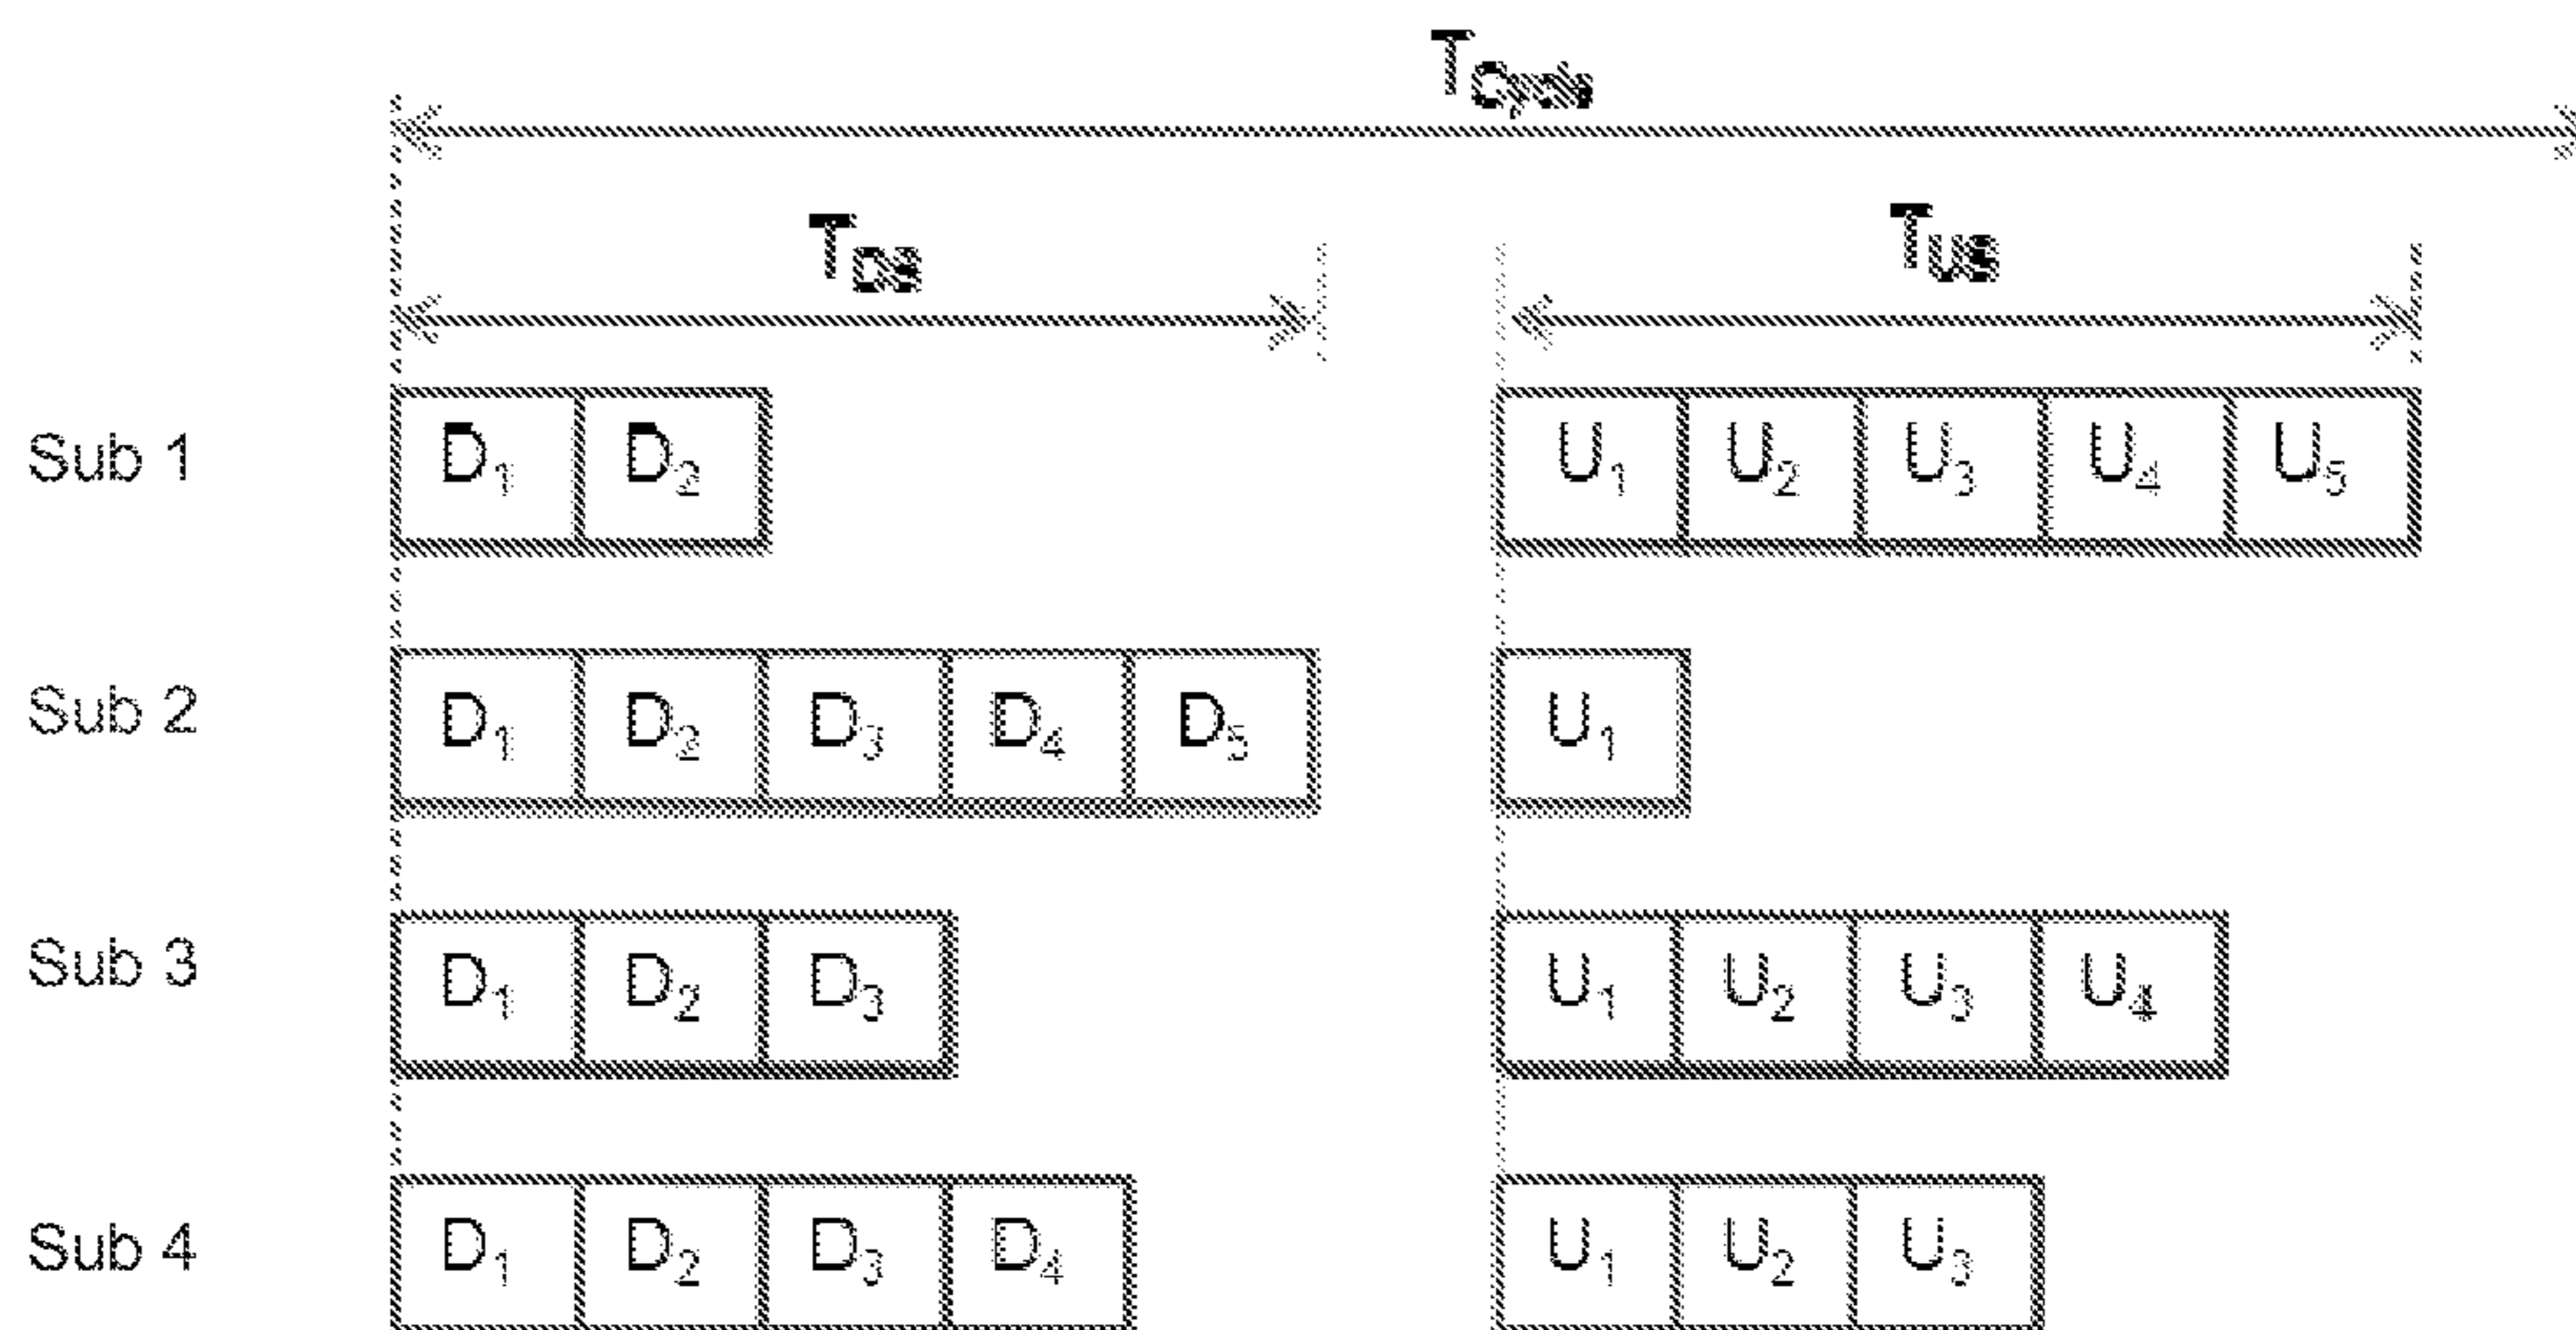 TCycle
TDS TUS
Sub 1 D1 D2 U1 U2 U3 U4 U5
Sub 2 D1 D2 D3 D4 D5 U1
Sub 3 D1 D2 D3 U1 U2 U3 U4
Sub 4 D1 D2 D3 D4 U1 U2 U3